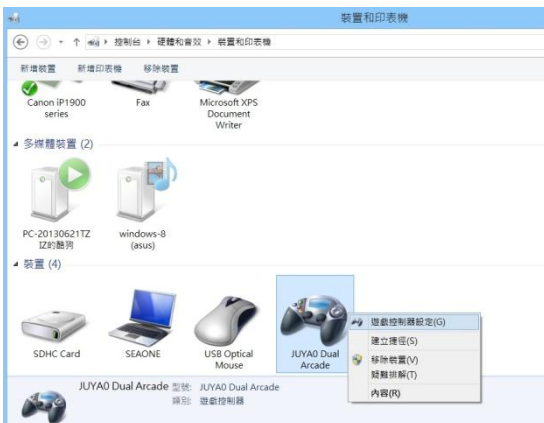 裝置和印表機
控制台 ▸ 硬體和音效 ▸ 裝置和印表機
新增裝置 新增印表機 移除裝置
Canon iP1900 series
Fax
Microsoft XPS Document Writer
多媒體裝置 (2)
PC-20130621TZ
IZ的酷狗
windows-8
(asus)
裝置 (4)
SDHC Card
SEAONE
USB Optical
Mouse
JUYA0 Dual
Arcade
遊戲控制器設定(G)
建立捷徑(S)
移除裝置(V)
疑難排解(T)
內容(R)
JUYA0 Dual Arcade 型號: JUYA0 Dual Arcade
類別: 遊戲控制器